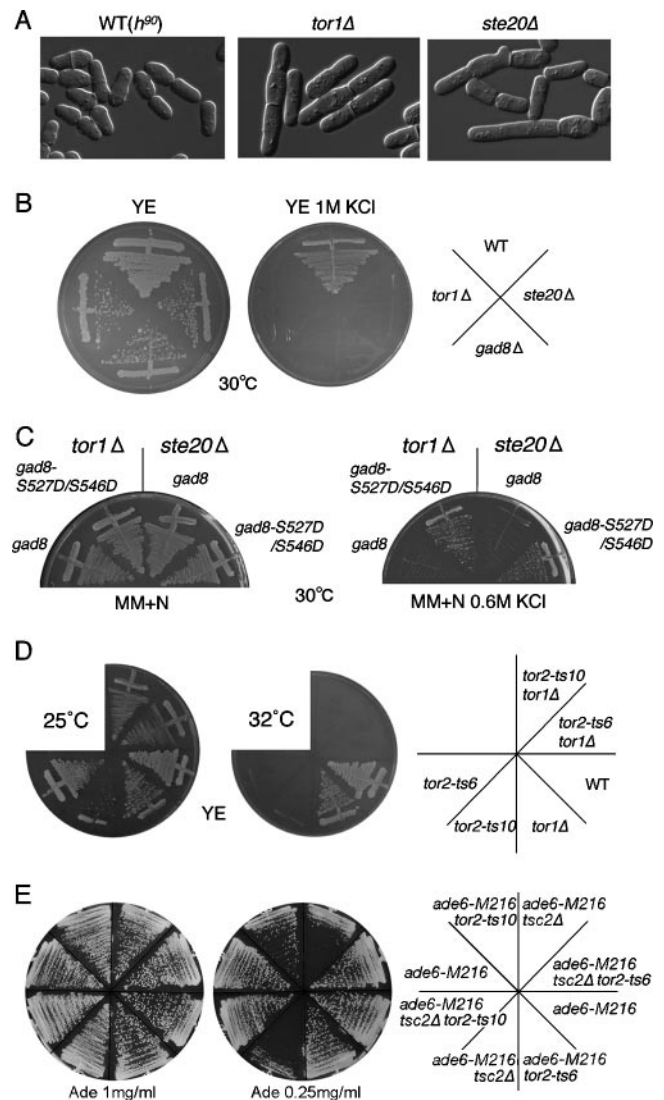 A
WT(h⁹⁰)
tor1Δ
ste20Δ
B
YE
YE 1M KCl
WT
tor1Δ
ste20Δ
gad8Δ
30°C
C
tor1Δ
ste20Δ
gad8-
S527D/S546D
gad8
gad8
gad8-S527D
/S546D
MM+N
30°C
tor1Δ
ste20Δ
gad8-
S527D/S546D
gad8
gad8
gad8-S527D
/S546D
MM+N 0.6M KCl
D
25°C
32°C
YE
tor2-ts10
tor1Δ
tor2-ts6
tor1Δ
tor2-ts6
WT
tor2-ts10
tor1Δ
E
Ade 1mg/ml
Ade 0.25mg/ml
ade6-M216
tor2-ts10
ade6-M216
tsc2Δ
ade6-M216
ade6-M216
tsc2Δ tor2-ts6
ade6-M216
tsc2Δ tor2-ts10
ade6-M216
ade6-M216
tsc2Δ
ade6-M216
tor2-ts6